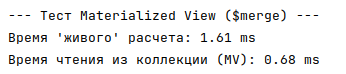 --- Тест Materialized View ($merge) ---
Время 'живого' расчета: 1.61 ms
Время чтения из коллекции (MV): 0.68 ms